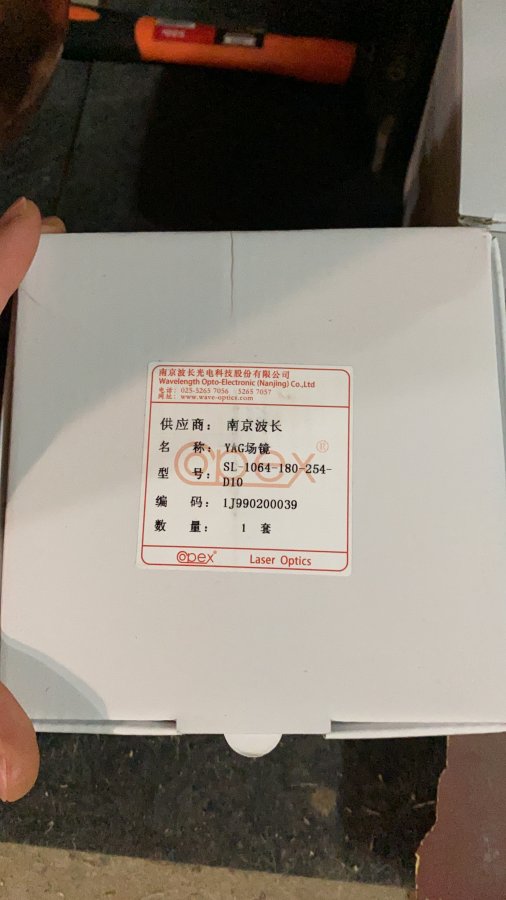 南京波长光电科技股份有限公司
Wavelength Opto-Electronic (Nanjing) Co.,Ltd
电话: 025-5265 7056 5265 7057
网址: www.wave-optics.com
供应商: 南京波长
名 称: YAG场镜
opex®
型 号: SL-1064-180-254-
D10
编 码: 1J990200039
数 量: 1 套
opex® Laser Optics